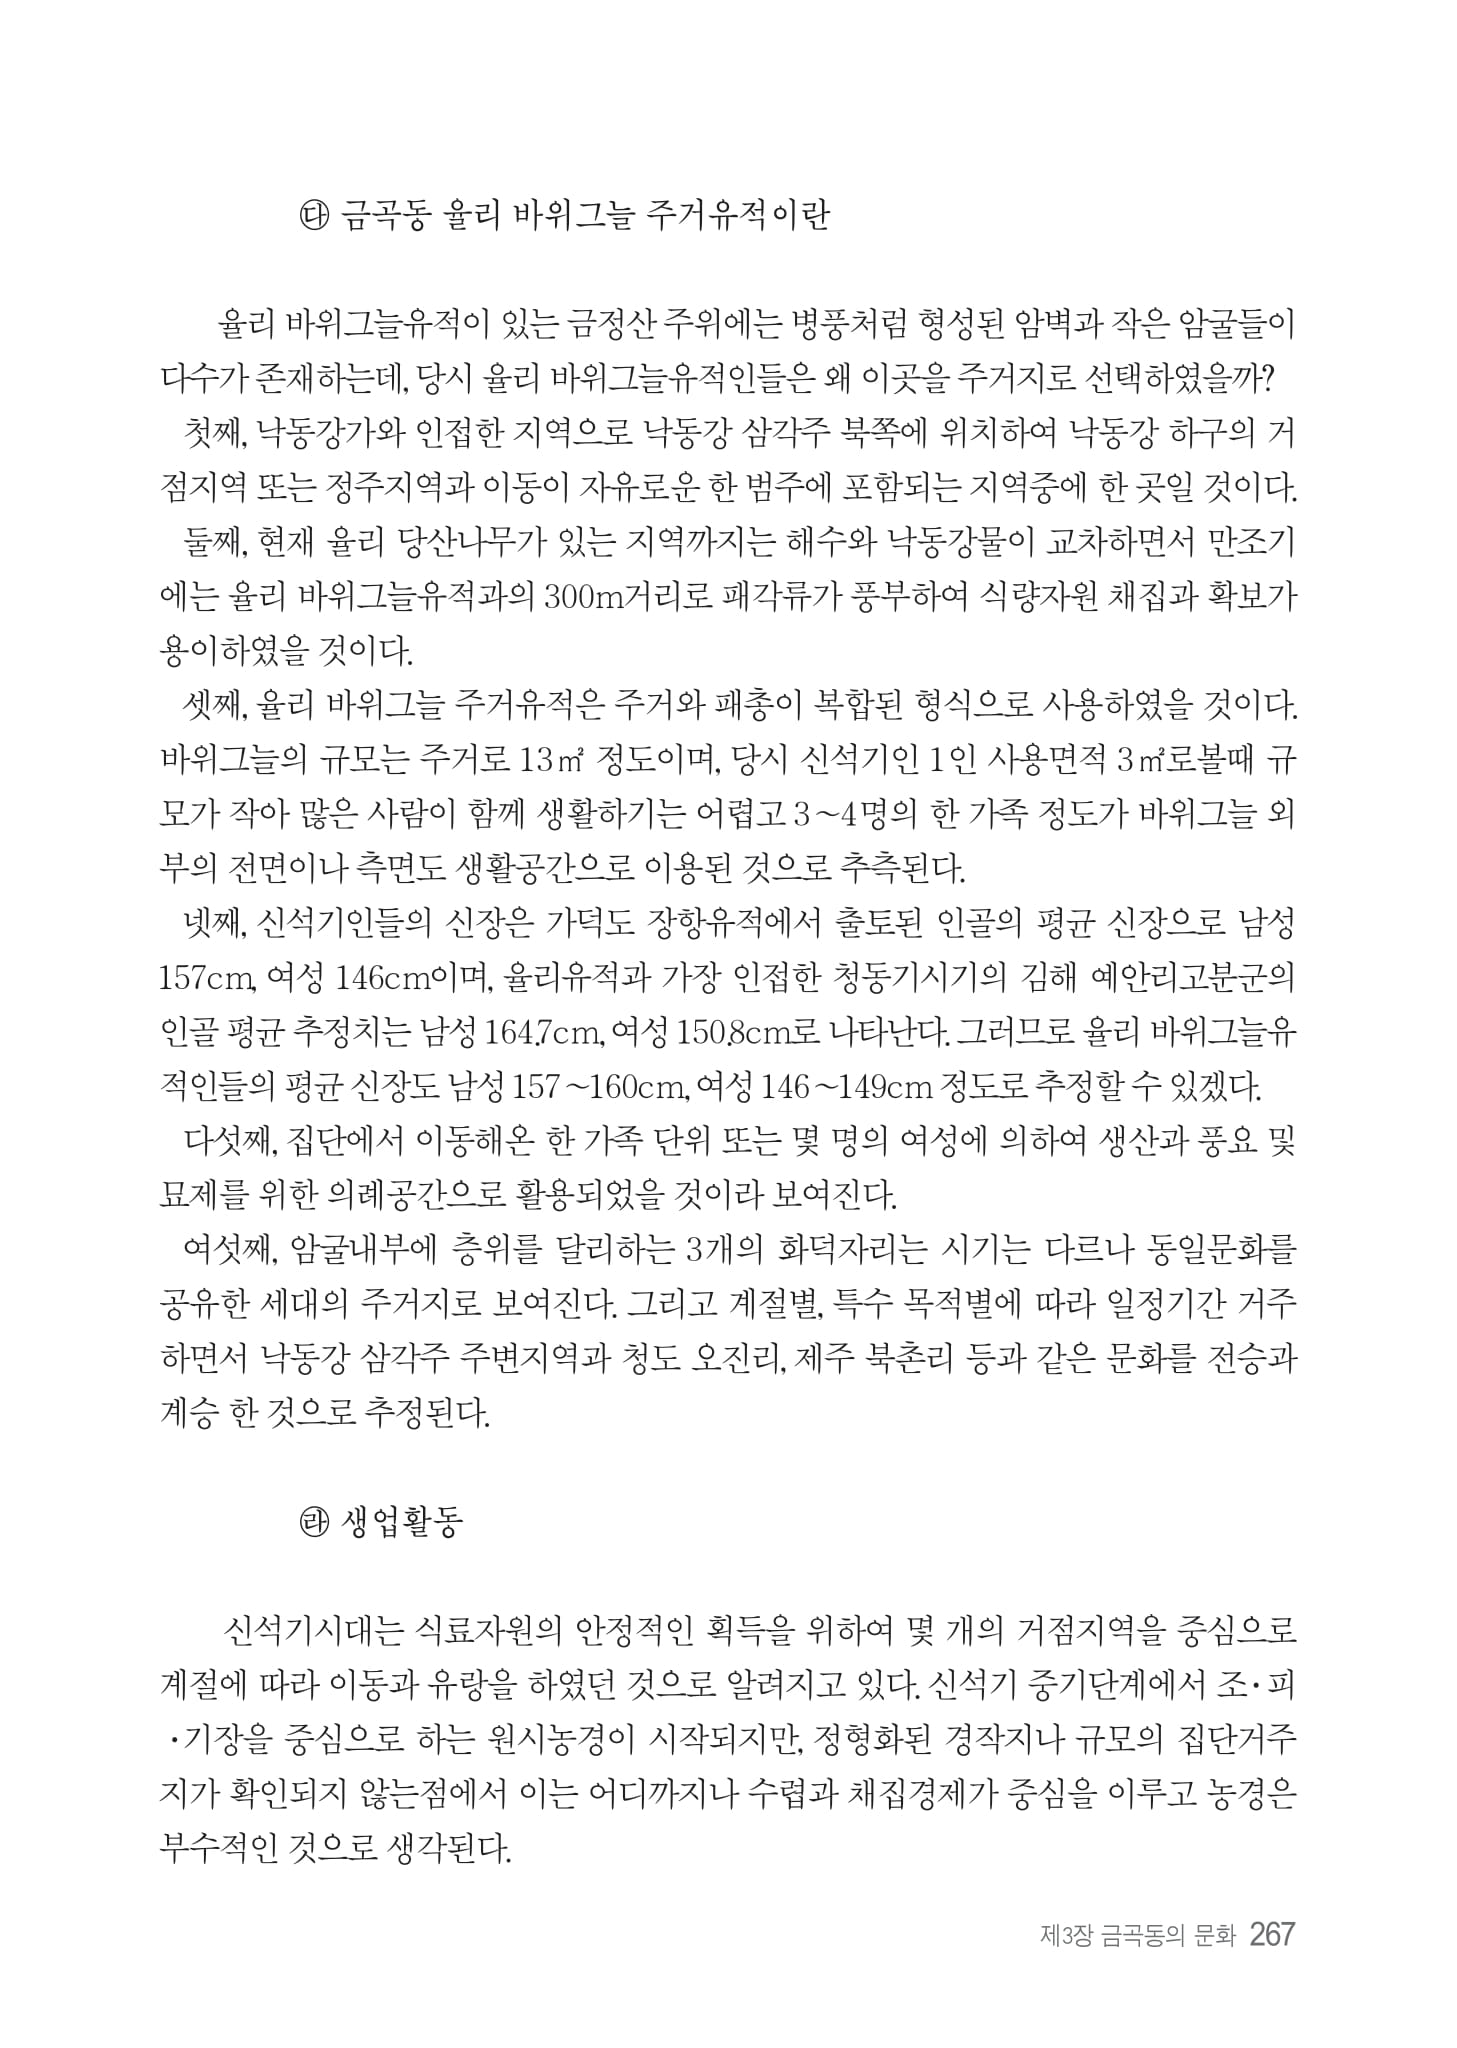 ㉰ 금곡동 율리 바위그늘 주거유적이란
율리 바위그늘유적이 있는 금정산 주위에는 병풍처럼 형성된 암벽과 작은 암굴들이
다수가 존재하는데, 당시 율리 바위그늘유적인들은 왜 이곳을 주거지로 선택하였을까?
첫째, 낙동강가와 인접한 지역으로 낙동강 삼각주 북쪽에 위치하여 낙동강 하구의 거
점지역 또는 정주지역과 이동이 자유로운 한 범주에 포함되는 지역중에 한 곳일 것이다.
둘째, 현재 율리 당산나무가 있는 지역까지는 해수와 낙동강물이 교차하면서 만조기
에는 율리 바위그늘유적과의 300m거리로 패각류가 풍부하여 식량자원 채집과 확보가
용이하였을 것이다.
셋째, 율리 바위그늘 주거유적은 주거와 패총이 복합된 형식으로 사용하였을 것이다.
바위그늘의 규모는 주거로 13㎡ 정도이며, 당시 신석기인 1인 사용면적 3㎡로볼때 규
모가 작아 많은 사람이 함께 생활하기는 어렵고 3~4명의 한 가족 정도가 바위그늘 외
부의 전면이나 측면도 생활공간으로 이용된 것으로 추측된다.
넷째, 신석기인들의 신장은 가덕도 장항유적에서 출토된 인골의 평균 신장으로 남성
157cm, 여성 146cm이며, 율리유적과 가장 인접한 청동기시기의 김해 예안리고분군의
인골 평균 추정치는 남성 164.7cm, 여성 150.8cm로 나타난다. 그러므로 율리 바위그늘유
적인들의 평균 신장도 남성 157~160cm, 여성 146~149cm 정도로 추정할 수 있겠다.
다섯째, 집단에서 이동해온 한 가족 단위 또는 몇 명의 여성에 의하여 생산과 풍요 및
묘제를 위한 의례공간으로 활용되었을 것이라 보여진다.
여섯째, 암굴내부에 층위를 달리하는 3개의 화덕자리는 시기는 다르나 동일문화를
공유한 세대의 주거지로 보여진다. 그리고 계절별, 특수 목적별에 따라 일정기간 거주
하면서 낙동강 삼각주 주변지역과 청도 오진리, 제주 북촌리 등과 같은 문화를 전승과
계승 한 것으로 추정된다.
㉱ 생업활동
신석기시대는 식료자원의 안정적인 획득을 위하여 몇 개의 거점지역을 중심으로
계절에 따라 이동과 유랑을 하였던 것으로 알려지고 있다. 신석기 중기단계에서 조·피
·기장을 중심으로 하는 원시농경이 시작되지만, 정형화된 경작지나 규모의 집단거주
지가 확인되지 않는점에서 이는 어디까지나 수렵과 채집경제가 중심을 이루고 농경은
부수적인 것으로 생각된다.
제3장 금곡동의 문화 267